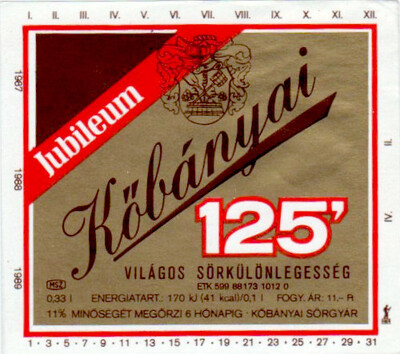 I. II. III. IV. V. VI. VII. VIII. IX. X. XI. XII.
1987
1988
1989
Jubileum
Kőbányai
125'
VILÁGOS SÖRKÜLÖNLEGESSÉG
ETK 599 88173 1012 0
MSZ
0,33 l ENERGIATART.: 170 kJ (41 kcal)/0,1 l FOGY. ÁR: 11.- Ft
11% MINŐSÉGÉT MEGŐRZI 6 HÓNAPIG · KŐBÁNYAI SÖRGYÁR
II.
IV.
1 · 3 · 5 · 7 · 9 · 11 · 13 · 15 · 17 · 19 · 21 · 23 · 25 · 27 · 29 · 31